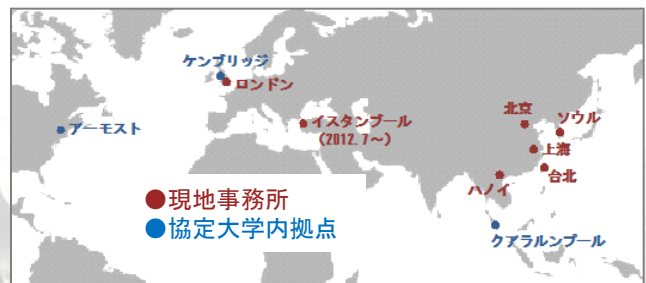 ケンブリッジ
ロンドン
アーモスト
イスタンブール
(2012.7～)
北京
ソウル
上海
台北
ハノイ
クアラルンプール
●現地事務所
●協定大学内拠点